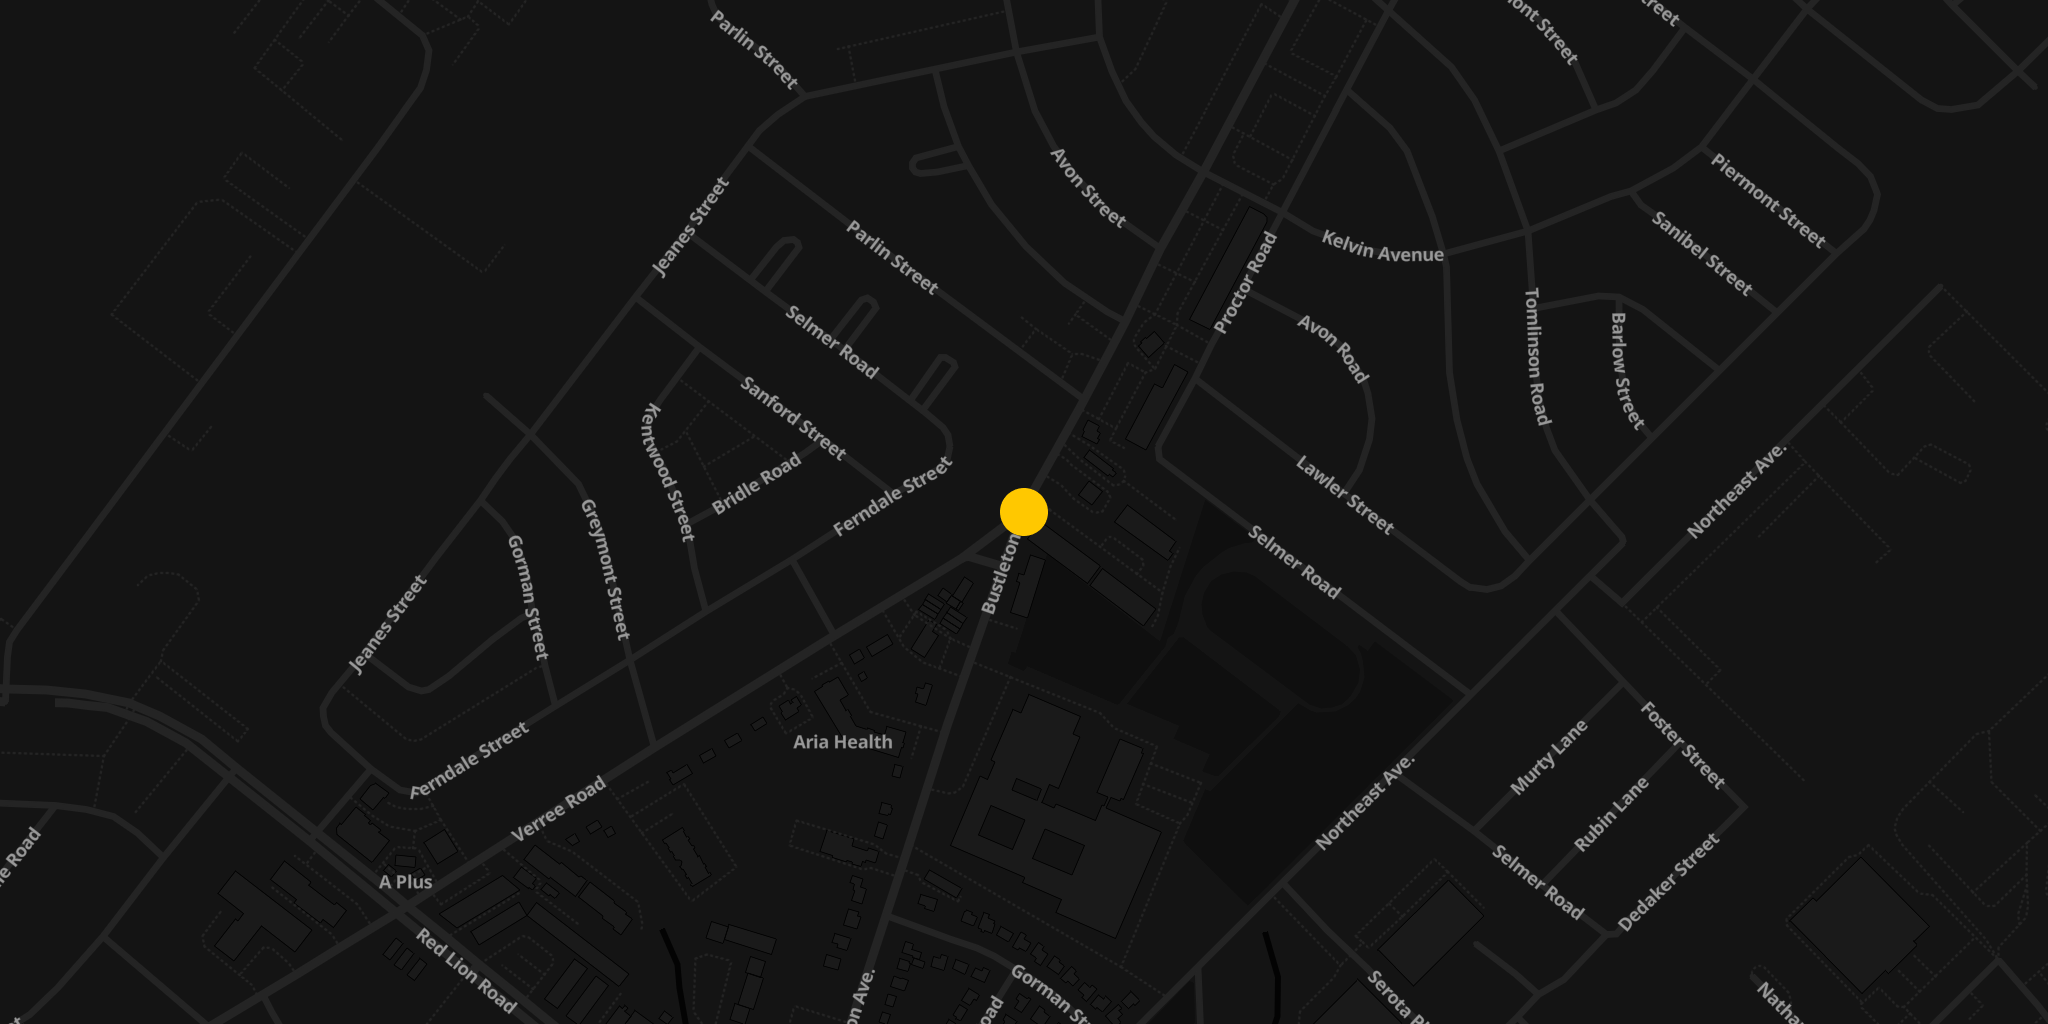 Parlin Street
Piermont Street
Avon Street
Jeanes Street
Parlin Street
Kelvin Avenue
Sanibel Street
Proctor Road
Selmer Road
Avon Road
Tomlinson Road
Barlow Street
Sanford Street
Kentwood Street
Bridle Road
Ferndale Street
Lawler Street
Northeast Ave.
Greymont Street
Gorman Street
Jeanes Street
Bustleton
Selmer Road
Ferndale Street
Aria Health
Verree Road
Foster Street
Murty Lane
Rubin Lane
Northeast Ave.
Selmer Road
Dedaker Street
A Plus
Red Lion Road